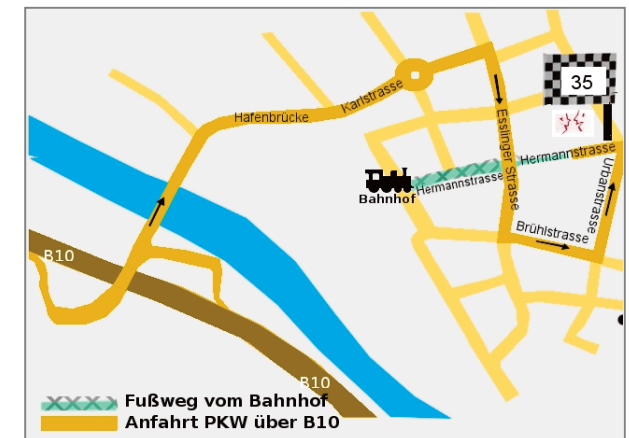 35
Karlstrasse
Hafenbrücke
Esslinger Strasse
Hermannstrasse
Hermannstrasse
Bahnhof
Urbanstrasse
Brühlstrasse
B10
B10
Fußweg vom Bahnhof
Anfahrt PKW über B10